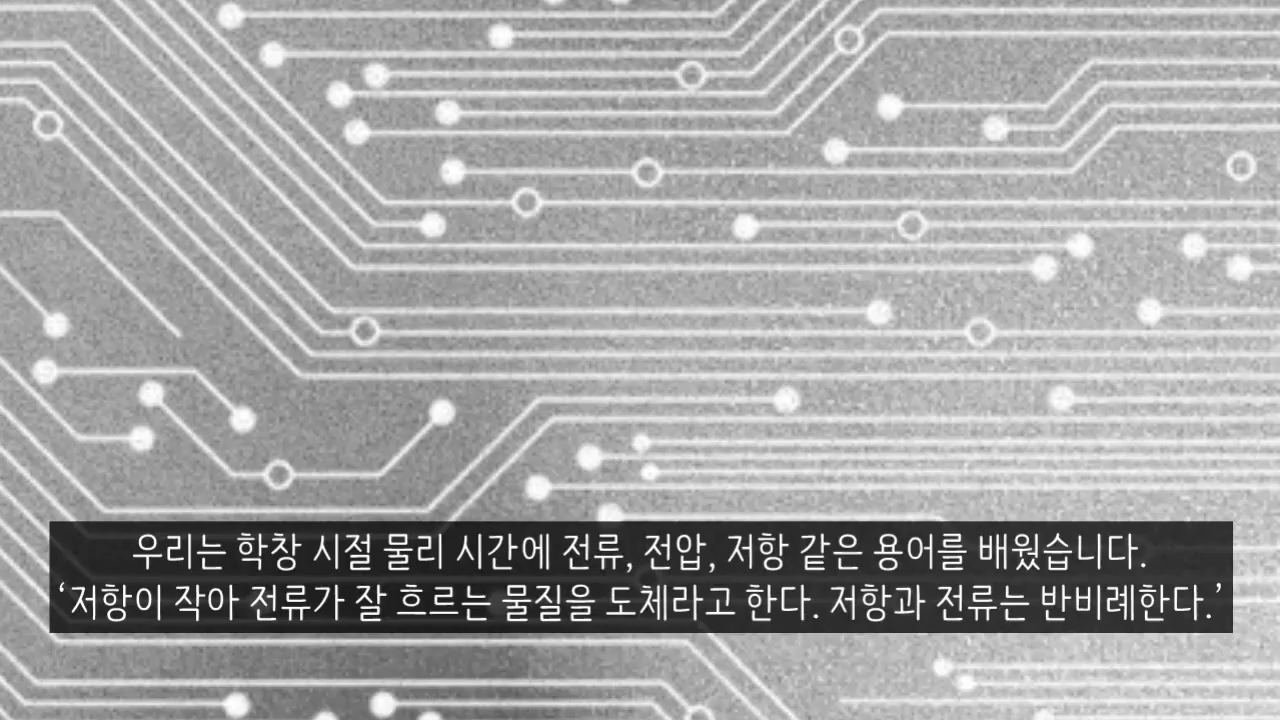 우리는 학창 시절 물리 시간에 전류, 전압, 저항 같은 용어를 배웠습니다.
‘저항이 작아 전류가 잘 흐르는 물질을 도체라고 한다. 저항과 전류는 반비례한다.’